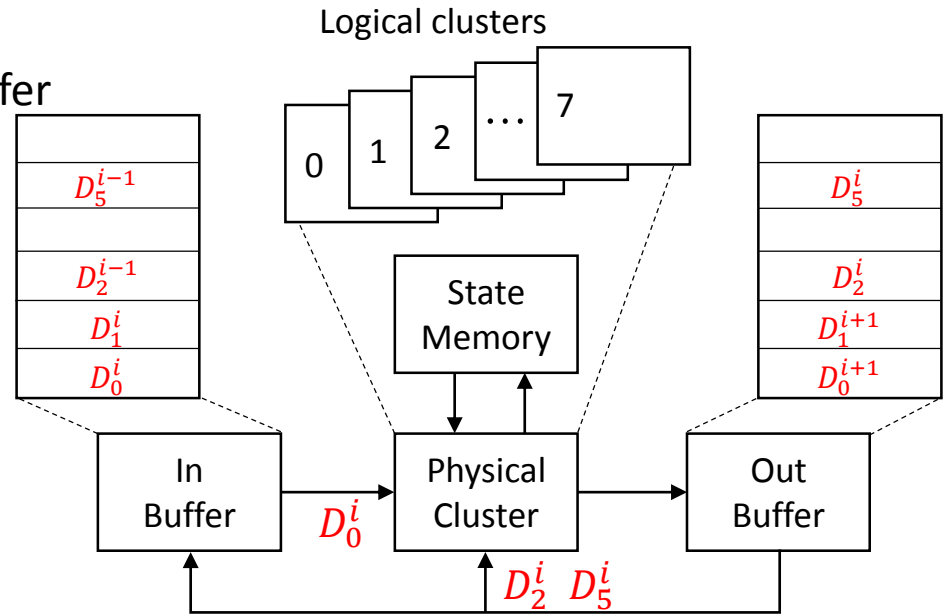 Logical clusters
fer
0
1
2
...
7
D_5^{i-1}
D_2^{i-1}
D_1^i
D_0^i
State
Memory
D_5^i
D_2^i
D_1^{i+1}
D_0^{i+1}
In
Buffer
D_0^i
Physical
Cluster
Out
Buffer
D_2^i D_5^i